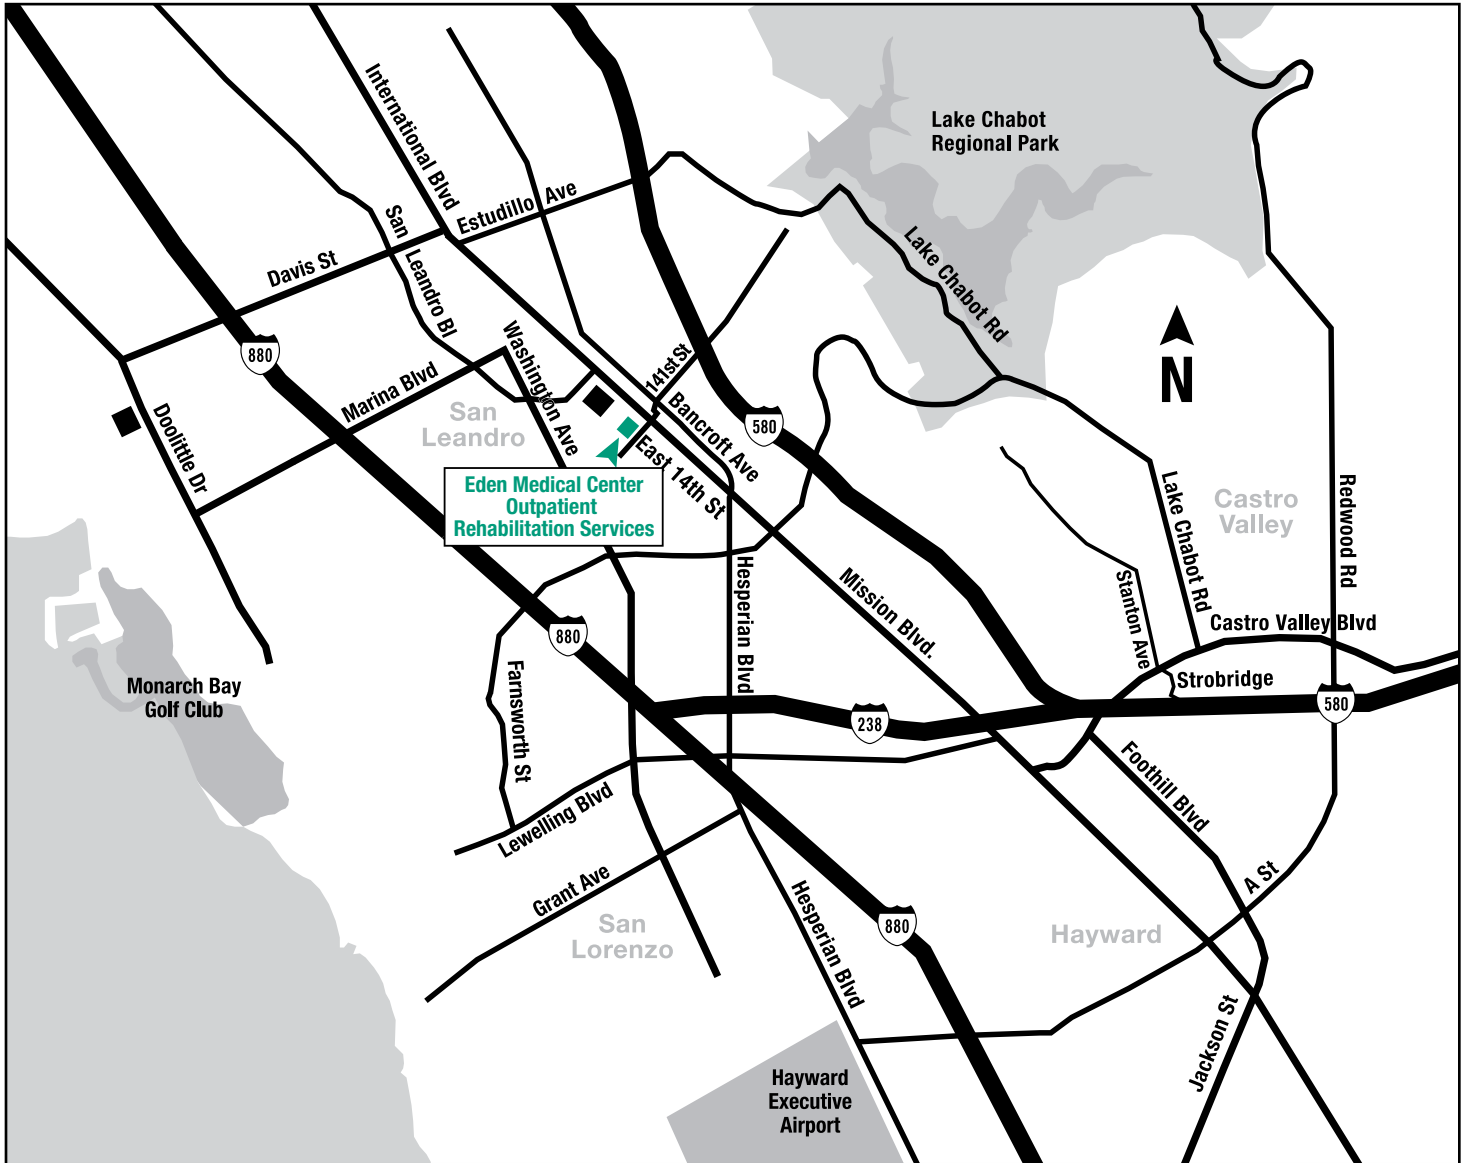 International Blvd
Lake Chabot
Regional Park
Estudillo Ave
San
Leandro Bl
Davis St
Lake Chabot Rd
880
Washington Ave
141st St
Marina Blvd
N
Doolittle Dr
San
Leandro
Bancroft Ave
580
East 14th St
Eden Medical Center
Outpatient
Rehabilitation Services
Lake Chabot Rd
Castro
Valley
Redwood Rd
Hesperian Blvd
Mission Blvd.
Stanton Ave
880
Castro Valley Blvd
Farnsworth St
Strobridge
Monarch Bay
Golf Club
580
238
Foothill Blvd
Lewelling Blvd
Grant Ave
A St
San
Lorenzo
Hesperian Blvd
880
Hayward
Jackson St
Hayward
Executive
Airport